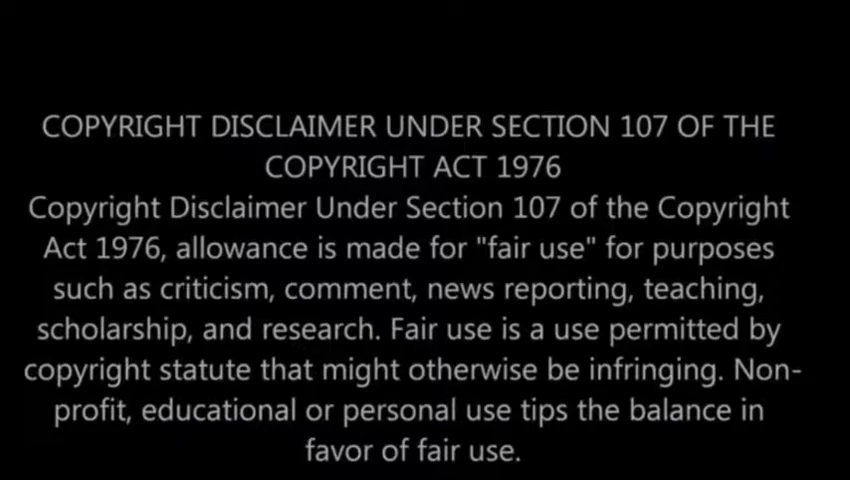 COPYRIGHT DISCLAIMER UNDER SECTION 107 OF THE
COPYRIGHT ACT 1976
Copyright Disclaimer Under Section 107 of the Copyright
Act 1976, allowance is made for "fair use" for purposes
such as criticism, comment, news reporting, teaching,
scholarship, and research. Fair use is a use permitted by
copyright statute that might otherwise be infringing. Non-
profit, educational or personal use tips the balance in
favor of fair use.